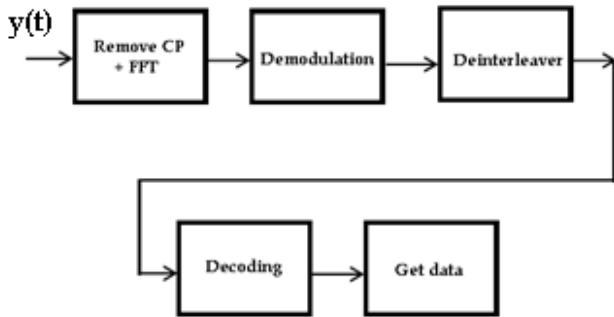 y(t)
Remove CP
+ FFT
Demodulation
Deinterleaver
Decoding
Get data